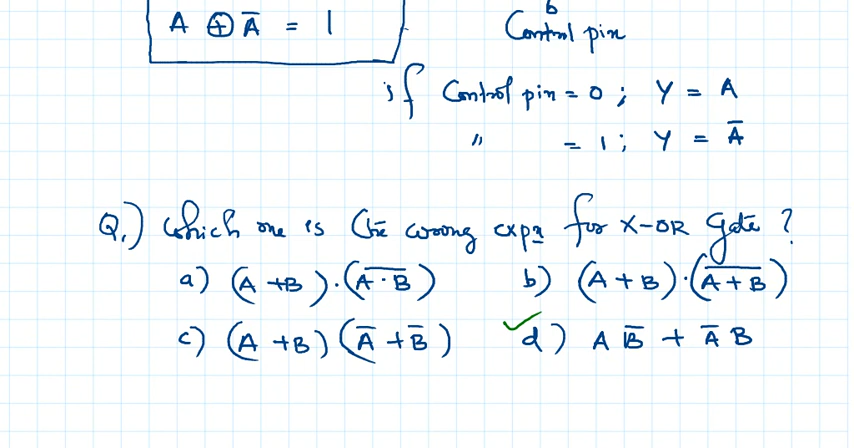 A ⊕ A̅ = 1
b
Control pin
if Control pin = 0 ; Y = A
" = 1 ; Y = A̅
Q.) Which one is the wrong expn for X-OR Gate ?
a) (A + B) . (A̅ ̅·̅ ̅B̅) b) (A + B) . (A̅ ̅+̅ ̅B̅)
c) (A + B) (A̅ + B̅) ✓ d) A B̅ + A̅ B